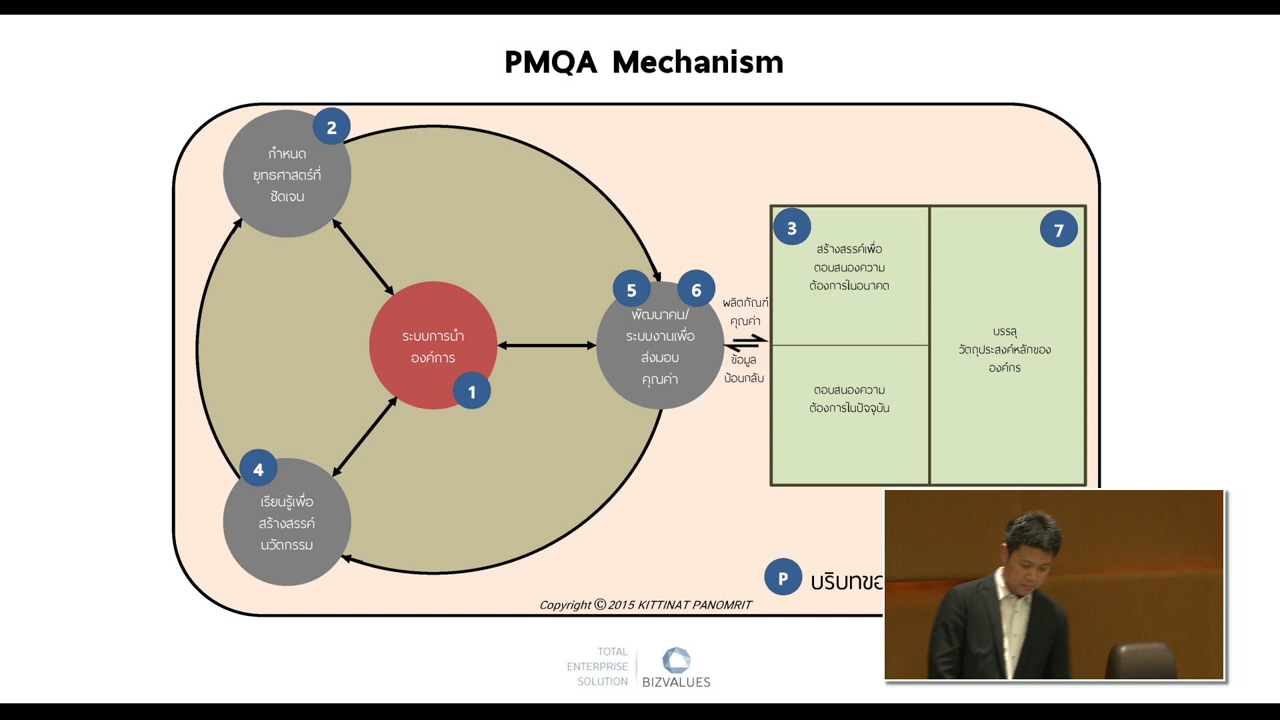 PMQA Mechanism
2
กำหนด
ยุทธศาสตร์ที่
ชัดเจน
1
ระบบการนำ
องค์การ
5
6
พัฒนาคน/
ระบบงานเพื่อ
ส่งมอบ
คุณค่า
4
เรียนรู้เพื่อ
สร้างสรรค์
นวัตกรรม
ผลิตภัณฑ์
คุณค่า
ข้อมูล
ป้อนกลับ
3
สร้างสรรค์เพื่อ
ตอบสนองความ
ต้องการในอนาคต
ตอบสนองความ
ต้องการในปัจจุบัน
7
บรรลุ
วัตถุประสงค์หลักของ
องค์กร
P
บริบทขอ
Copyright © 2015 KITTINAT PANOMRIT
TOTAL
ENTERPRISE
SOLUTION
BIZVALUES